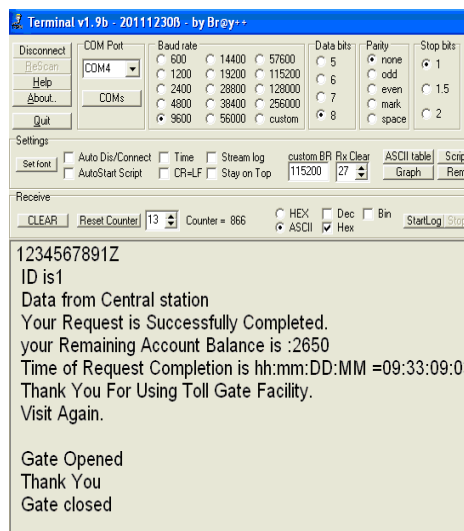 Terminal v1.9b - 20111230ß - by Br@y++
Disconnect
ReScan
Help
About..
Quit
COM Port
COM4
COMs
Baud rate
600
1200
2400
4800
9600
14400
19200
28800
38400
56000
57600
115200
128000
256000
custom
Data bits
5
6
7
8
Parity
none
odd
even
mark
space
Stop bits
1
1.5
2
Settings
Set font
Auto Dis/Connect
AutoStart Script
Time
CR=LF
Stream log
Stay on Top
custom BR
115200
Rx Clear
27
ASCII table
Graph
Scrip
Rem
Receive
CLEAR
Reset Counter
13
Counter = 866
HEX
ASCII
Dec
Hex
Bin
StartLog
Stop
1234567891Z
ID is1
Data from Central station
Your Request is Successfully Completed.
your Remaining Account Balance is :2650
Time of Request Completion is hh:mm:DD:MM =09:33:09:0
Thank You For Using Toll Gate Facility.
Visit Again.
Gate Opened
Thank You
Gate closed